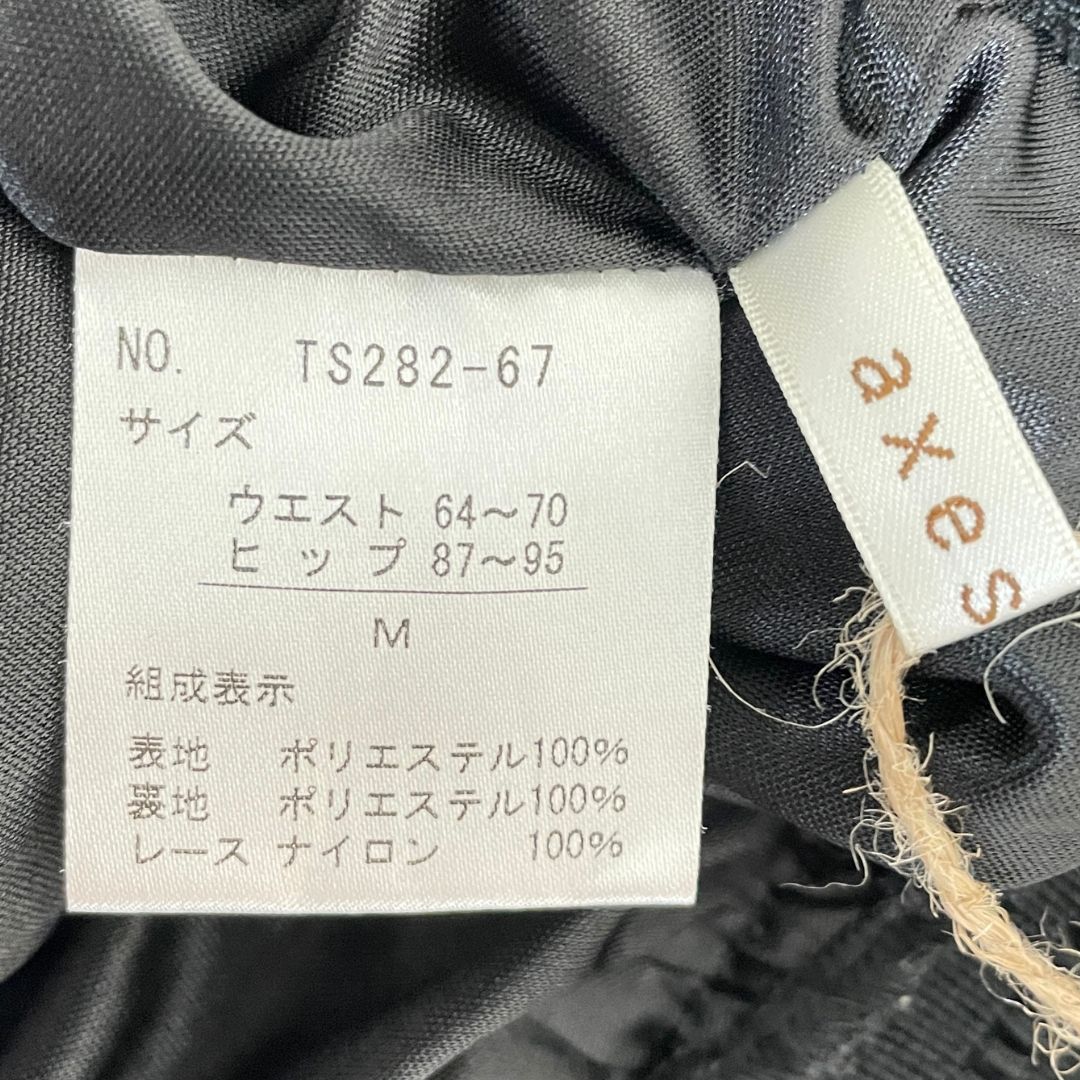 NO. TS282-67
サイズ
ウエスト 64～70
ヒップ 87～95
M
組成表示
表地 ポリエステル100%
裏地 ポリエステル100%
レース ナイロン 100%
axes